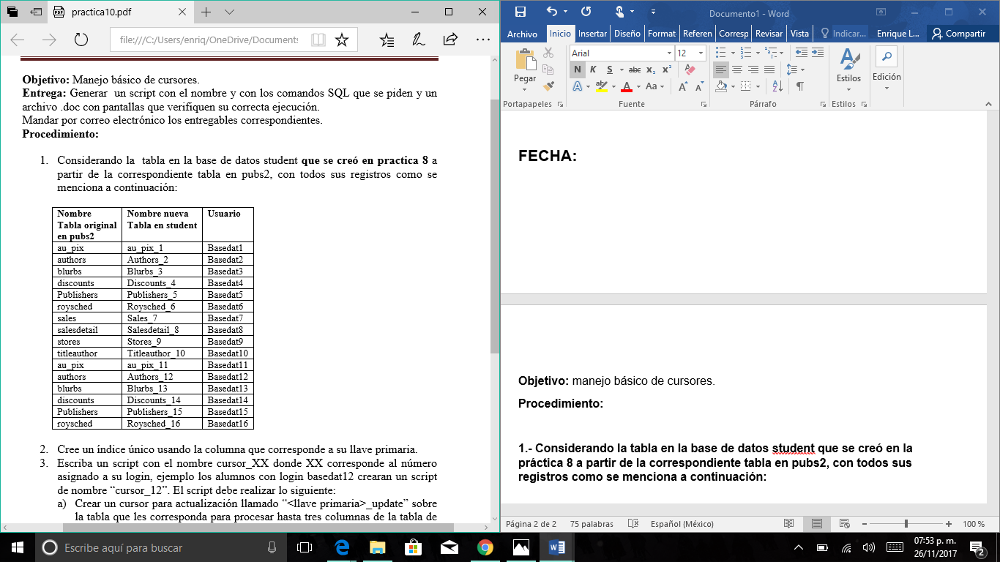 practica10.pdf
file:///C:/Users/enriq/OneDrive/Document
Objetivo: Manejo básico de cursores.
Entrega: Generar un script con el nombre y con los comandos SQL que se piden y un
archivo .doc con pantallas que verifiquen su correcta ejecución.
Mandar por correo electrónico los entregables correspondientes.
Procedimiento:
1. Considerando la tabla en la base de datos student que se creó en practica 8 a
partir de la correspondiente tabla en pubs2, con todos sus registros como se
menciona a continuación:
Nombre Tabla original en pubs2 Nombre nueva Tabla en student Usuario
au_pix au_pix_1 Basedat1
authors Authors_2 Basedat2
blurbs Blurbs_3 Basedat3
discounts Discounts_4 Basedat4
Publishers Publishers_5 Basedat5
roysched Roysched_6 Basedat6
sales Sales_7 Basedat7
salesdetail Salesdetail_8 Basedat8
stores Stores_9 Basedat9
titleauthor Titleauthor_10 Basedat10
au_pix au_pix_11 Basedat11
authors Authors_12 Basedat12
blurbs Blurbs_13 Basedat13
discounts Discounts_14 Basedat14
Publishers Publishers_15 Basedat15
roysched Roysched_16 Basedat16
2. Cree un índice único usando la columna que corresponde a su llave primaria.
3. Escriba un script con el nombre cursor_XX donde XX corresponde al número
asignado a su login, ejemplo los alumnos con login basedat12 crearan un script
de nombre “cursor_12”. El script debe realizar lo siguiente:
a) Crear un cursor para actualización llamado “<llave primaria>_update” sobre
la tabla que les corresponda para procesar hasta tres columnas de la tabla de
Documento1 - Word
Archivo Inicio Insertar Diseño Format Referen Corresp Revisar Vista Indicar... Enrique L... Compartir
Arial 12
Pegar
N K S abc x₂ x²
A aby A Aa A A
Estilos Edición
Portapapeles Fuente Párrafo Estilos
FECHA:
Objetivo: manejo básico de cursores.
Procedimiento:
1.- Considerando la tabla en la base de datos student que se creó en la
práctica 8 a partir de la correspondiente tabla en pubs2, con todos sus
registros como se menciona a continuación:
Página 2 de 2 75 palabras Español (México) 100 %
Escribe aquí para buscar
07:53 p. m.
26/11/2017
2